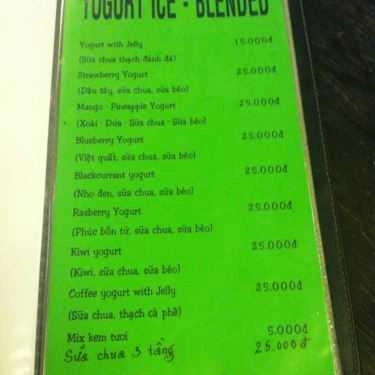 YOGURT ICE - BLENDED
Yogurt with Jelly 15.000đ
(Sữa chua thạch đánh đá)
Strawberry Yogurt 25.000đ
(Dâu tây, sữa chua, sữa béo)
Mango - Pineapple Yogurt 25.000đ
(Xoài - Dứa - Sữa chua - Sữa béo)
Blueberry Yogurt 25.000đ
(Việt quất, sữa chua, sữa béo)
Blackcurrant yogurt 25.000đ
(Nho đen, sữa chua, sữa béo)
Rasberry Yogurt 25.000đ
(Phúc bồn tử, sữa chua, sữa béo)
Kiwi yogurt 25.000đ
(Kiwi, sữa chua, sữa béo)
Coffee yogurt with Jelly 25.000đ
(Sữa chua, thạch cà phê)
Mix kem tươi 5.000đ
Sữa chua 3 tầng 25.000đ